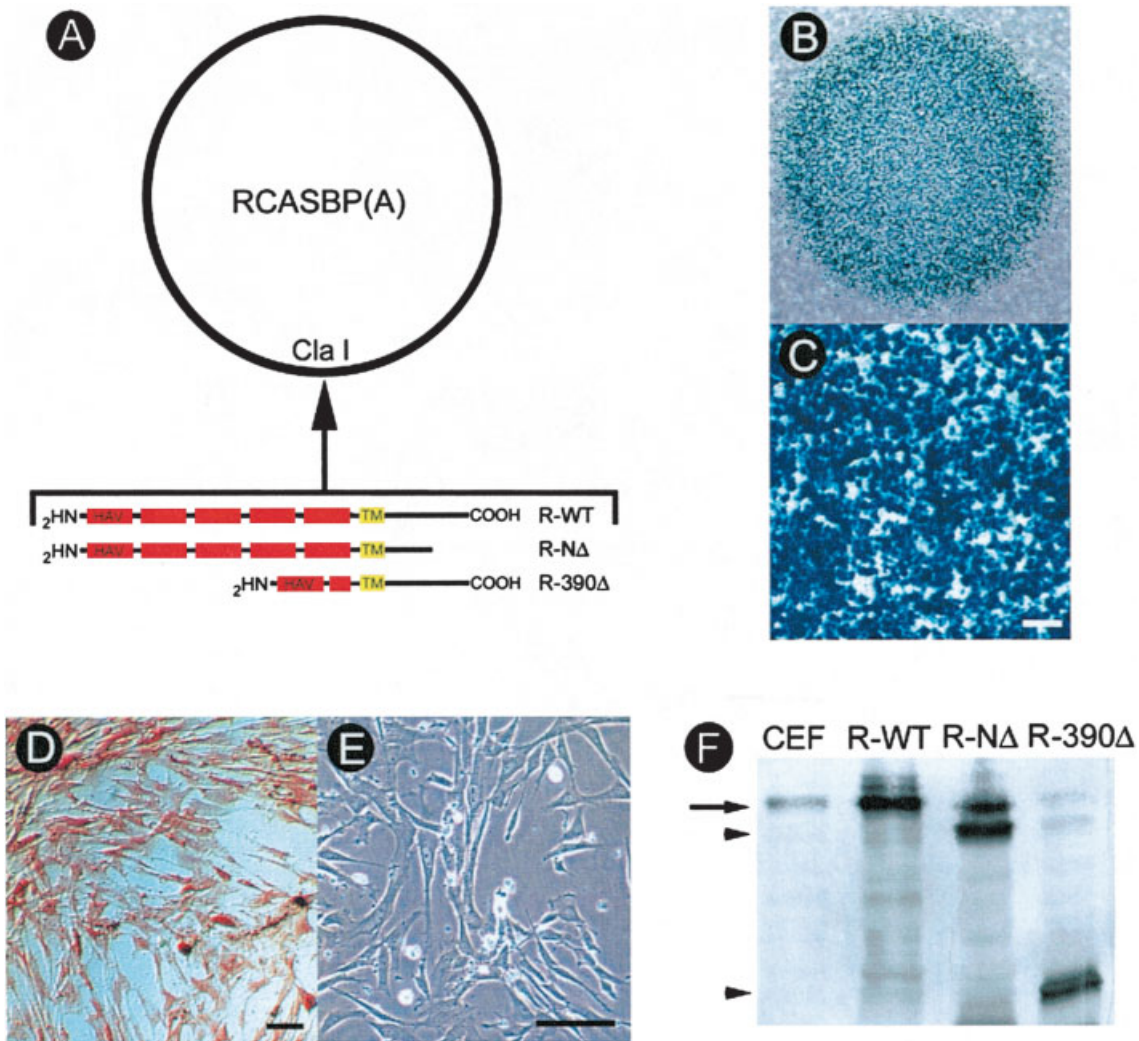 A
RCASBP(A)
Cla I
₂HN HAV TM COOH R-WT
₂HN HAV TM R-NΔ
₂HN HAV TM COOH R-390Δ
B
C
D
E
F
CEF R-WT R-NΔ R-390Δ